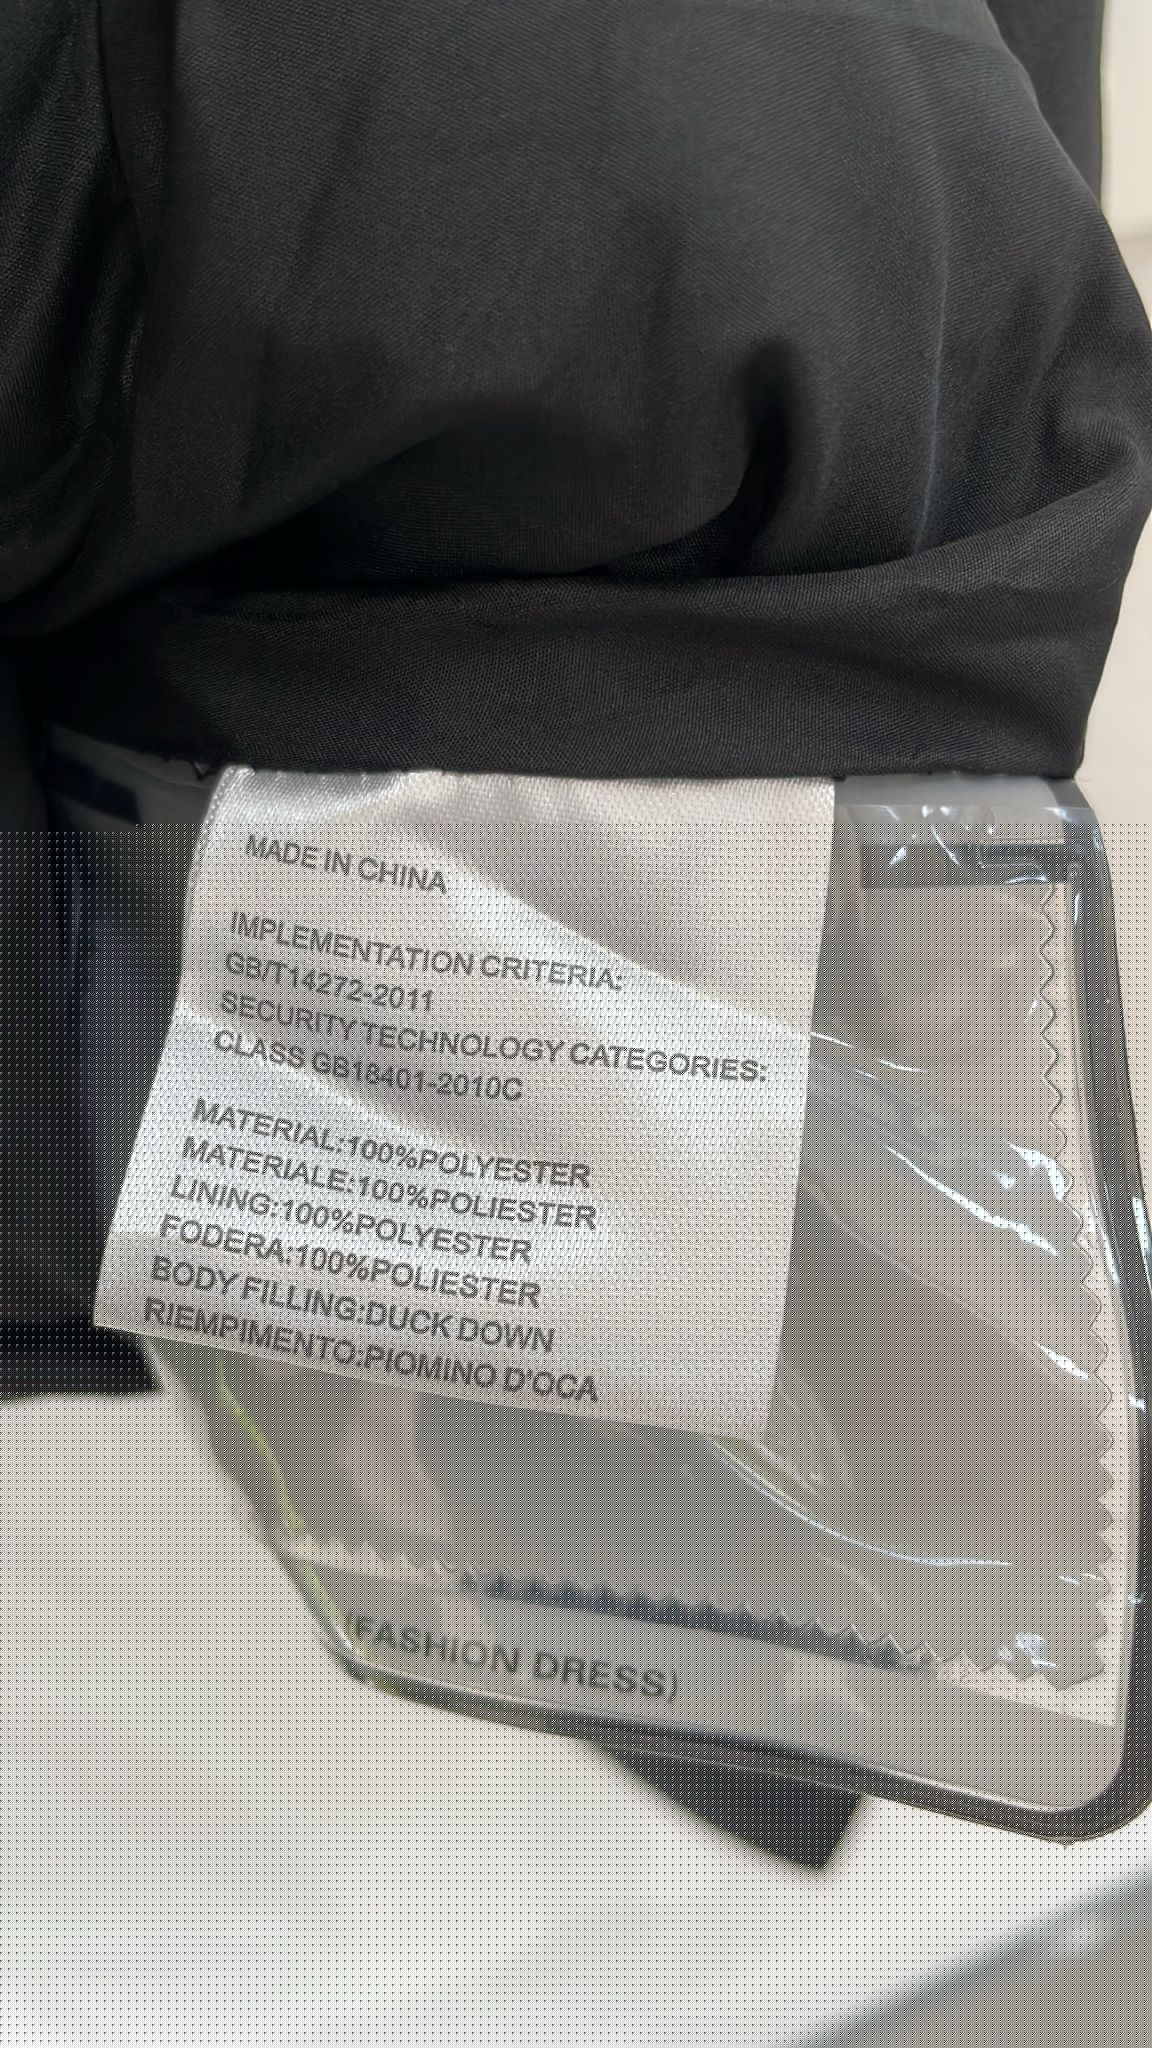 MADE IN CHINA
IMPLEMENTATION CRITERIA:
GB/T14272-2011
SECURITY TECHNOLOGY CATEGORIES:
CLASS GB18401-2010C
MATERIAL:100%POLYESTER
MATERIALE:100%POLIESTER
LINING:100%POLYESTER
FODERA:100%POLIESTER
BODY FILLING:DUCK DOWN
RIEMPIMENTO:PIOMINO D'OCA
(FASHION DRESS)